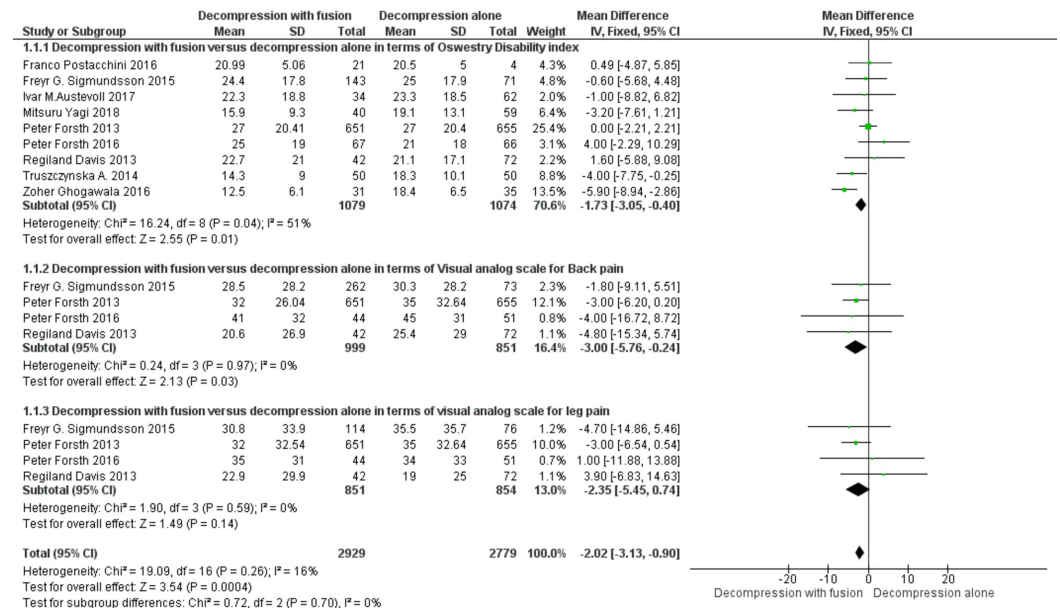 Decompression with fusion Decompression alone Mean Difference Mean Difference
Study or Subgroup Mean SD Total Mean SD Total Weight IV, Fixed, 95% CI IV, Fixed, 95% CI
1.1.1 Decompression with fusion versus decompression alone in terms of Oswestry Disability index
Franco Postacchini 2016 20.99 5.06 21 20.5 5 4 4.3% 0.49 [-4.87, 5.85]
Freyr G. Sigmundsson 2015 24.4 17.8 143 25 17.9 71 4.8% -0.60 [-5.68, 4.48]
Ivar M.Austevoll 2017 22.3 18.8 34 23.3 18.5 62 2.0% -1.00 [-8.82, 6.82]
Mitsuru Yagi 2018 15.9 9.3 40 19.1 13.1 59 6.4% -3.20 [-7.61, 1.21]
Peter Forsth 2013 27 20.41 651 27 20.4 655 25.4% 0.00 [-2.21, 2.21]
Peter Forsth 2016 25 19 67 21 18 66 3.1% 4.00 [-2.29, 10.29]
Regiland Davis 2013 22.7 21 42 21.1 17.1 72 2.2% 1.60 [-5.88, 9.08]
Truszczynska A. 2014 14.3 9 50 18.3 10.1 50 8.8% -4.00 [-7.75, -0.25]
Zoher Ghogawala 2016 12.5 6.1 31 18.4 6.5 35 13.5% -5.90 [-8.94, -2.86]
Subtotal (95% CI) 1079 1074 70.6% -1.73 [-3.05, -0.40]
Heterogeneity: Chi² = 16.24, df = 8 (P = 0.04); I² = 51%
Test for overall effect: Z = 2.55 (P = 0.01)
1.1.2 Decompression with fusion versus decompression alone in terms of Visual analog scale for Back pain
Freyr G. Sigmundsson 2015 28.5 28.2 262 30.3 28.2 73 2.3% -1.80 [-9.11, 5.51]
Peter Forsth 2013 32 26.04 651 35 32.64 655 12.1% -3.00 [-6.20, 0.20]
Peter Forsth 2016 41 32 44 45 31 51 0.8% -4.00 [-16.72, 8.72]
Regiland Davis 2013 20.6 26.9 42 25.4 29 72 1.1% -4.80 [-15.34, 5.74]
Subtotal (95% CI) 999 851 16.4% -3.00 [-5.76, -0.24]
Heterogeneity: Chi² = 0.24, df = 3 (P = 0.97); I² = 0%
Test for overall effect: Z = 2.13 (P = 0.03)
1.1.3 Decompression with fusion versus decompression alone in terms of visual analog scale for leg pain
Freyr G. Sigmundsson 2015 30.8 33.9 114 35.5 35.7 76 1.2% -4.70 [-14.86, 5.46]
Peter Forsth 2013 32 32.54 651 35 32.64 655 10.0% -3.00 [-6.54, 0.54]
Peter Forsth 2016 35 31 44 34 33 51 0.7% 1.00 [-11.88, 13.88]
Regiland Davis 2013 22.9 29.9 42 19 25 72 1.1% 3.90 [-6.83, 14.63]
Subtotal (95% CI) 851 854 13.0% -2.35 [-5.45, 0.74]
Heterogeneity: Chi² = 1.90, df = 3 (P = 0.59); I² = 0%
Test for overall effect: Z = 1.49 (P = 0.14)
Total (95% CI) 2929 2779 100.0% -2.02 [-3.13, -0.90]
Heterogeneity: Chi² = 19.09, df = 16 (P = 0.26); I² = 16%
Test for overall effect: Z = 3.54 (P = 0.0004)
Test for subgroup differences: Chi² = 0.72, df = 2 (P = 0.70), I² = 0%
-20 -10 0 10 20
Decompression with fusion Decompression alone